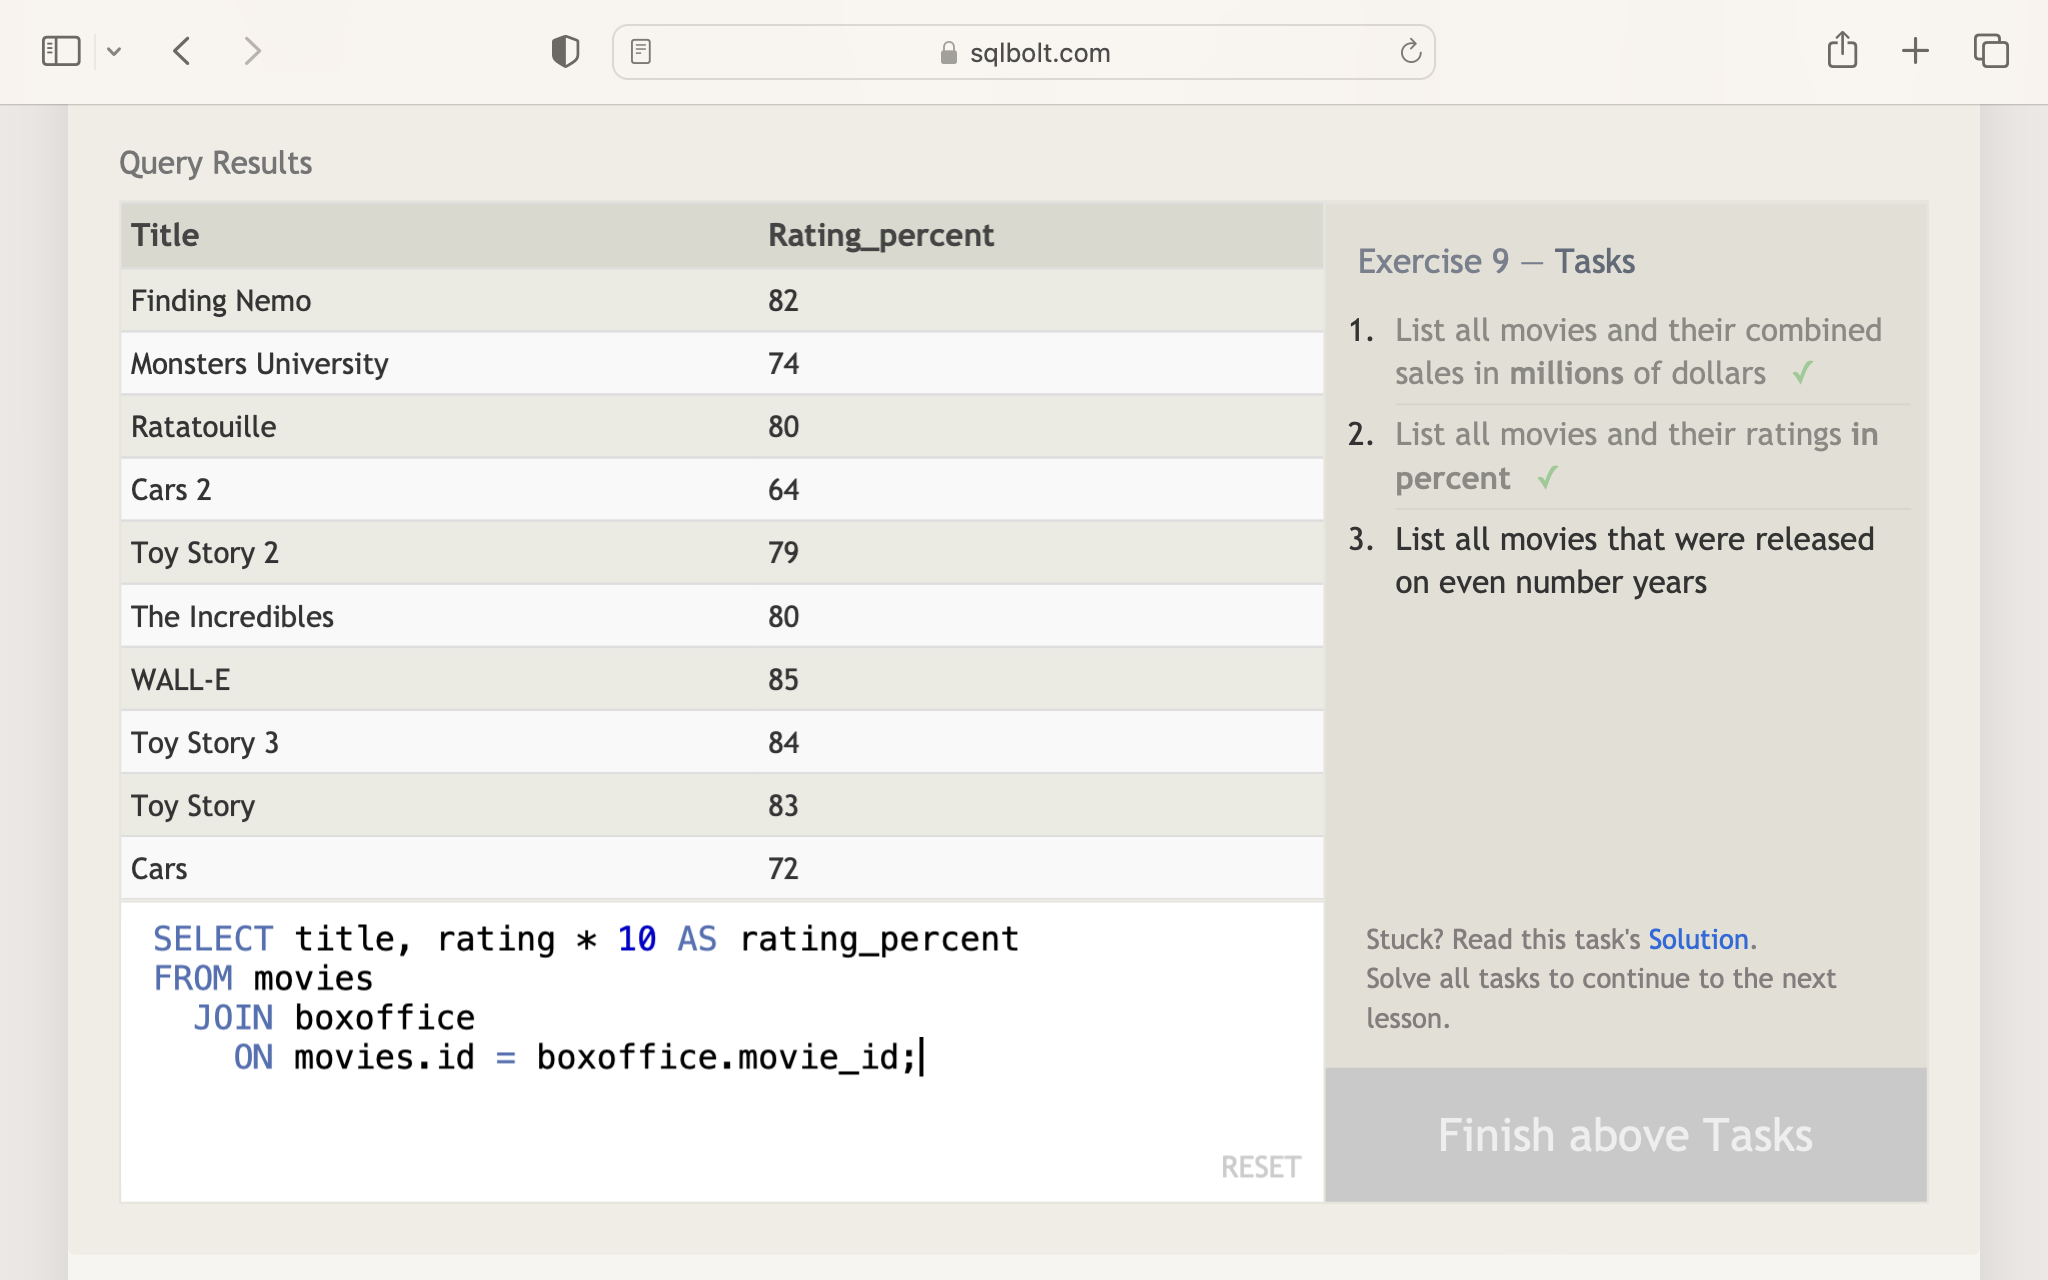 sqlbolt.com
Query Results
Title Rating_percent
Finding Nemo 82
Monsters University 74
Ratatouille 80
Cars 2 64
Toy Story 2 79
The Incredibles 80
WALL-E 85
Toy Story 3 84
Toy Story 83
Cars 72
SELECT title, rating * 10 AS rating_percent
FROM movies
JOIN boxoffice
ON movies.id = boxoffice.movie_id;
RESET
Exercise 9 — Tasks
1. List all movies and their combined
sales in millions of dollars ✓
2. List all movies and their ratings in
percent ✓
3. List all movies that were released
on even number years
Stuck? Read this task's Solution.
Solve all tasks to continue to the next
lesson.
Finish above Tasks